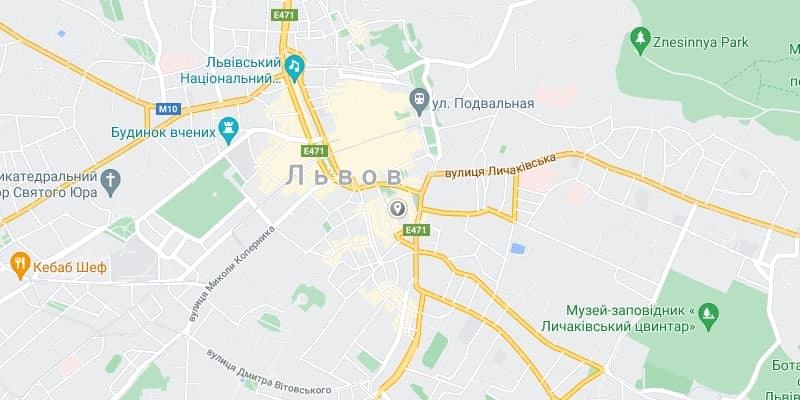 E471
Львівський
Національний...
Znesinnya Park
M10
ул. Подвальная
Будинок вчених
E471
вулиця Личаківська
Львов
икатедральний
ор Святого Юра
E471
вулиця Миколи Коперника
Кебаб Шеф
Музей-заповідник «
Личаківський цвинтар»
вулиця Дмитра Вітовського
Бота
Льві